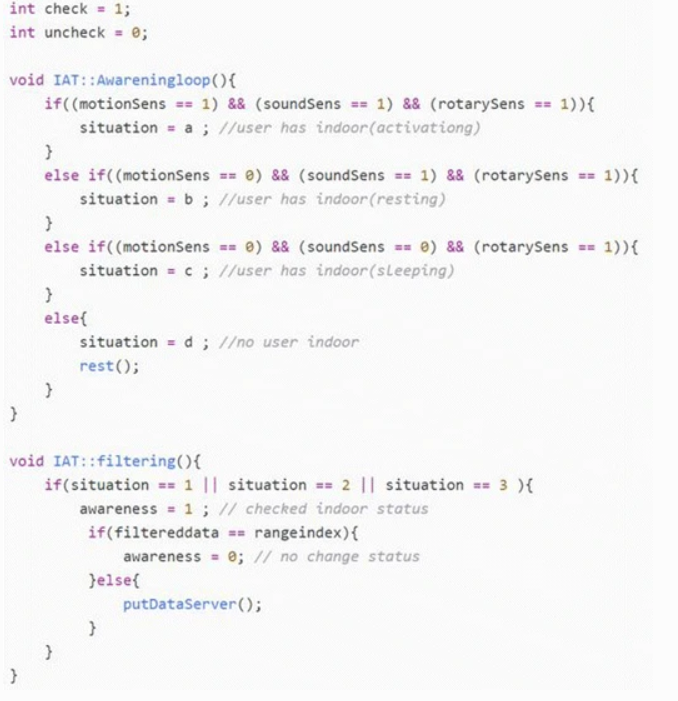 int check = 1;
int uncheck = 0;
void IAT::Awareningloop(){
if((motionSens == 1) && (soundSens == 1) && (rotarySens == 1)){
situation = a ; //user has indoor(activationg)
}
else if((motionSens == 0) && (soundSens == 1) && (rotarySens == 1)){
situation = b ; //user has indoor(resting)
}
else if((motionSens == 0) && (soundSens == 0) && (rotarySens == 1)){
situation = c ; //user has indoor(sleeping)
}
else{
situation = d ; //no user indoor
rest();
}
}
void IAT::filtering(){
if(situation == 1 || situation == 2 || situation == 3 ){
awareness = 1 ; // checked indoor status
if(filtereddata == rangeindex){
awareness = 0; // no change status
}else{
putDataServer();
}
}
}